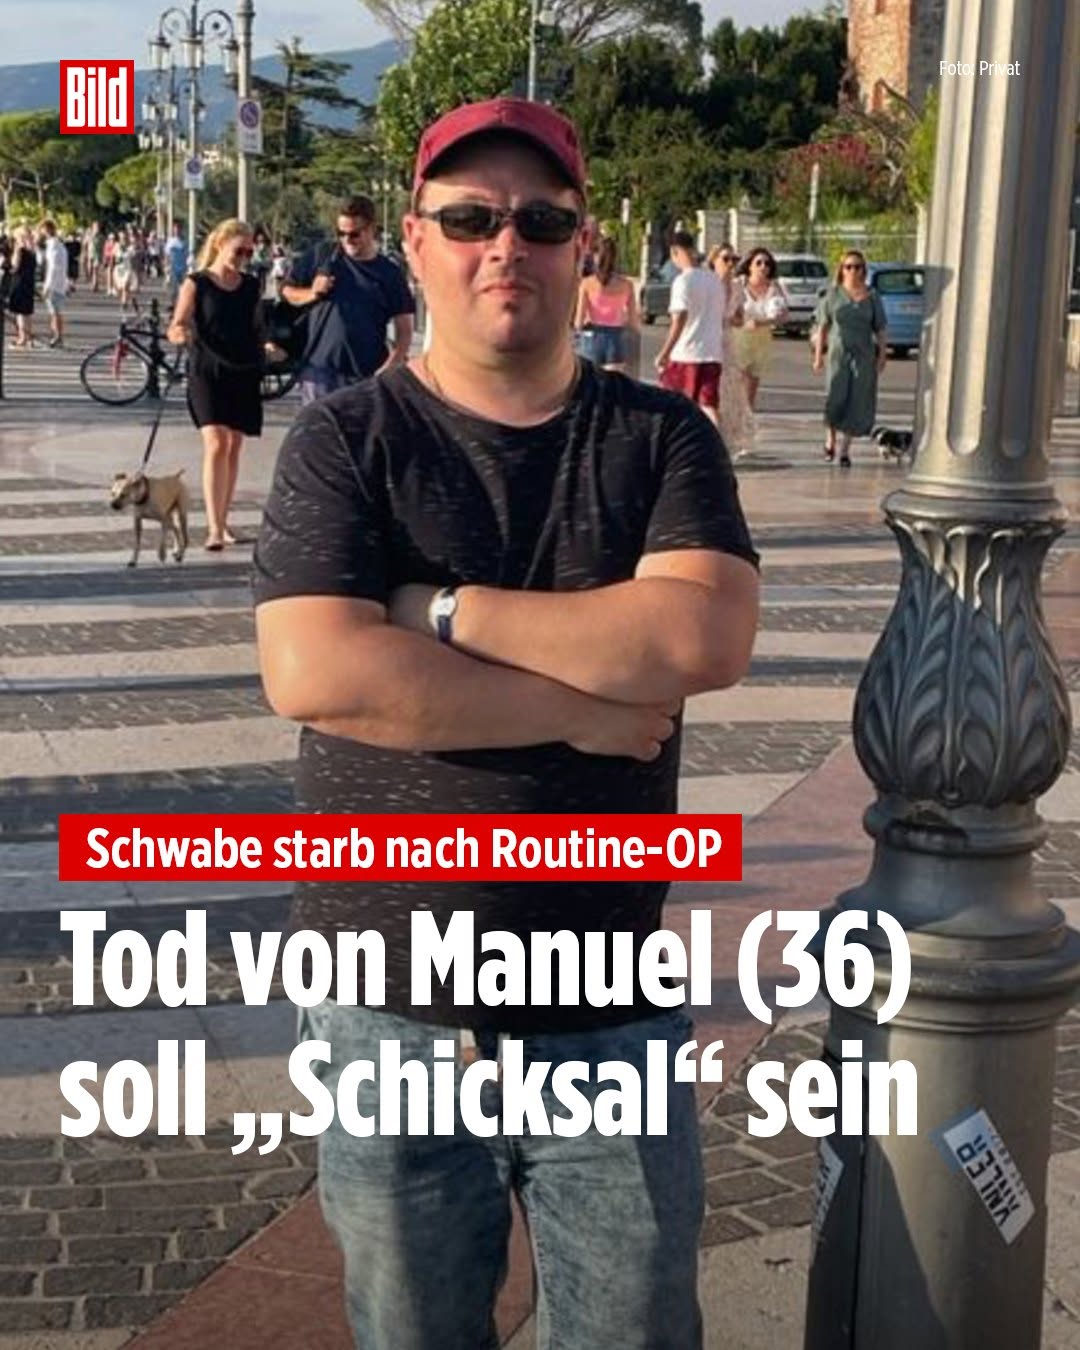 Bild
Foto: Privat
Schwabe starb nach Routine-OP
Tod von Manuel (36)
soll „Schicksal“ sein